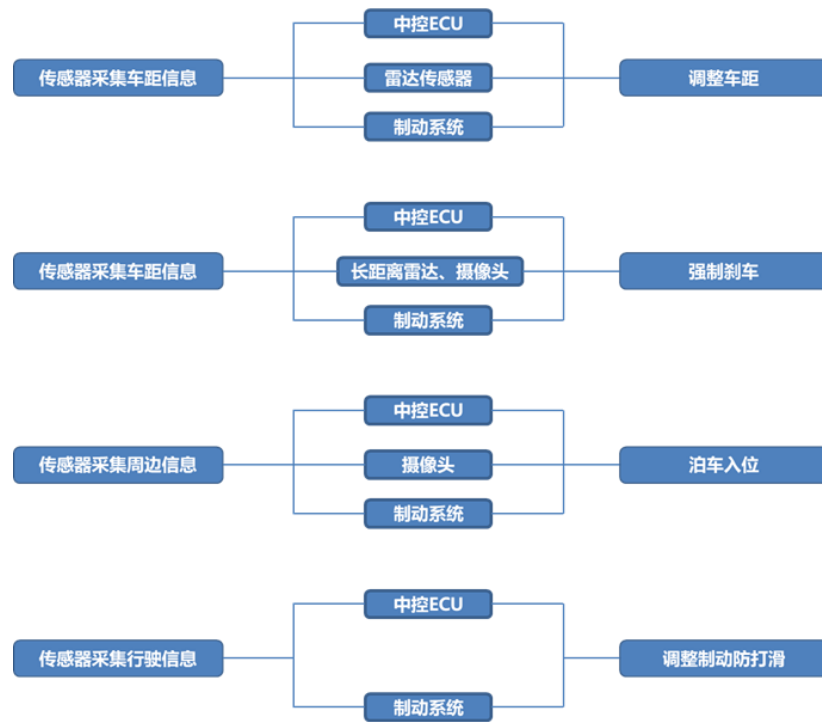 中控ECU
传感器采集车距信息
雷达传感器
调整车距
制动系统
中控ECU
传感器采集车距信息
长距离雷达、摄像头
强制刹车
制动系统
中控ECU
传感器采集周边信息
摄像头
泊车入位
制动系统
中控ECU
传感器采集行驶信息
调整制动防打滑
制动系统